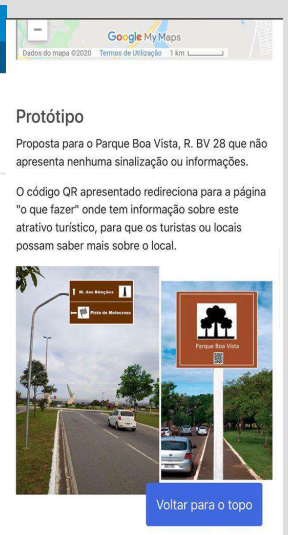 Google My Maps
Dados do mapa ©2020 Termos de Utilização 1 km
Protótipo
Proposta para o Parque Boa Vista, R. BV 28 que não
apresenta nenhuma sinalização ou informações.
O código QR apresentado redireciona para a página
"o que fazer" onde tem informação sobre este
atrativo turístico, para que os turistas ou locais
possam saber mais sobre o local.
M. das Bênçãos
Pista de Motocross
Parque Boa Vista
Voltar para o topo